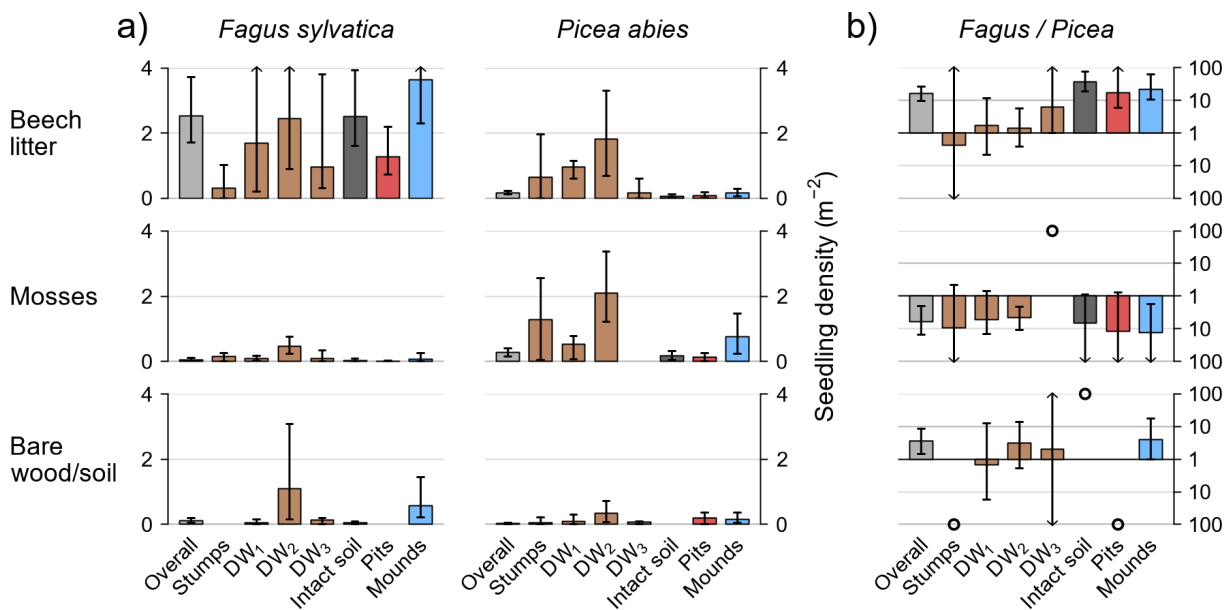 a) Fagus sylvatica Picea abies b) Fagus / Picea
Beech
litter
4
2
0
4
2
0
100
10
1
10
100
Mosses
4
2
0
4
2
0
100
10
1
10
100
Bare
wood/soil
4
2
0
4
2
0
100
10
1
10
100
Seedling density (m⁻²)
Overall
Stumps
DW₁
DW₂
DW₃
Intact soil
Pits
Mounds
Overall
Stumps
DW₁
DW₂
DW₃
Intact soil
Pits
Mounds
Overall
Stumps
DW₁
DW₂
DW₃
Intact soil
Pits
Mounds